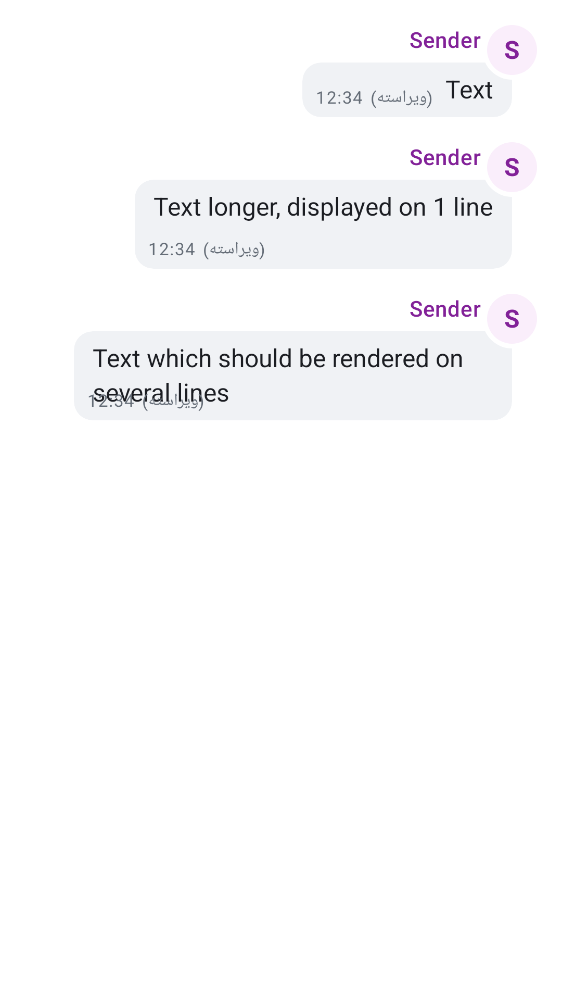 Sender
S
Text
12:34 (ویراسته)
Sender
S
Text longer, displayed on 1 line
12:34 (ویراسته)
Sender
S
Text which should be rendered on
several lines
12:34 (ویراسته)